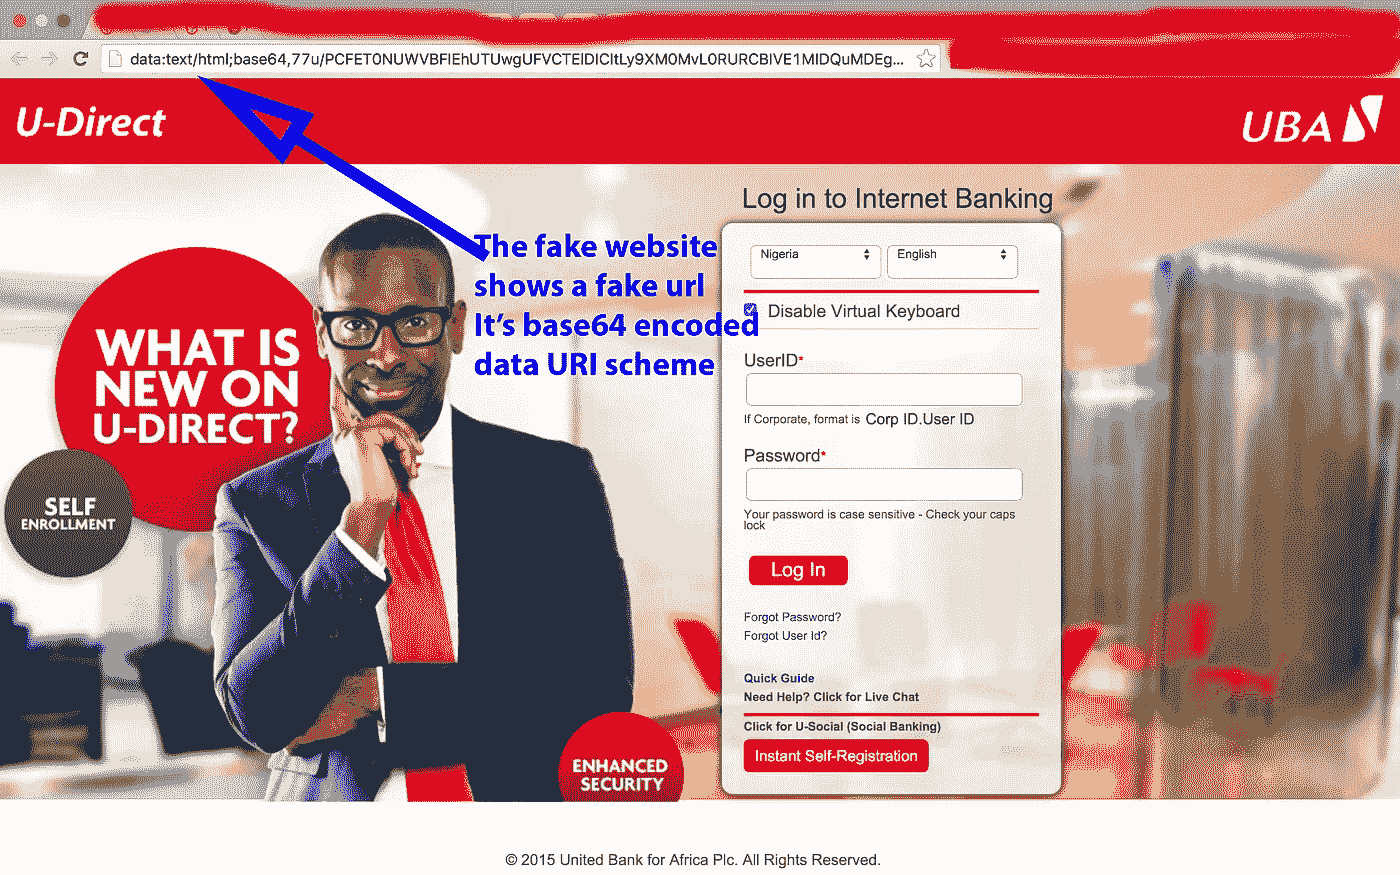 data:text/html;base64,77u/PCFET0NUWVBFIEhUTUwgUFVCTElDICItLy9XM0MvL0RURCBIVE1MIDQuMDEg...
U-Direct
UBA
Log in to Internet Banking
Nigeria
English
Disable Virtual Keyboard
The fake website
shows a fake url
It's base64 encoded
data URI scheme
WHAT IS
NEW ON
U-DIRECT?
SELF
ENROLLMENT
UserID*
If Corporate, format is Corp ID.User ID
Password*
Your password is case sensitive - Check your caps
lock
Log In
Forgot Password?
Forgot User Id?
Quick Guide
Need Help? Click for Live Chat
Click for U-Social (Social Banking)
Instant Self-Registration
ENHANCED
SECURITY
© 2015 United Bank for Africa Plc. All Rights Reserved.